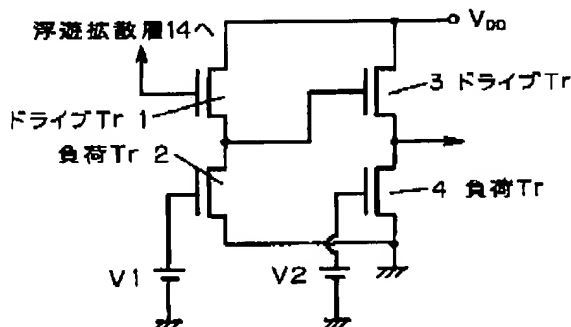 浮遊拡散層14へ
VDD
3 ドライブTr
ドライブTr 1
負荷Tr 2
4 負荷Tr
V1
V2